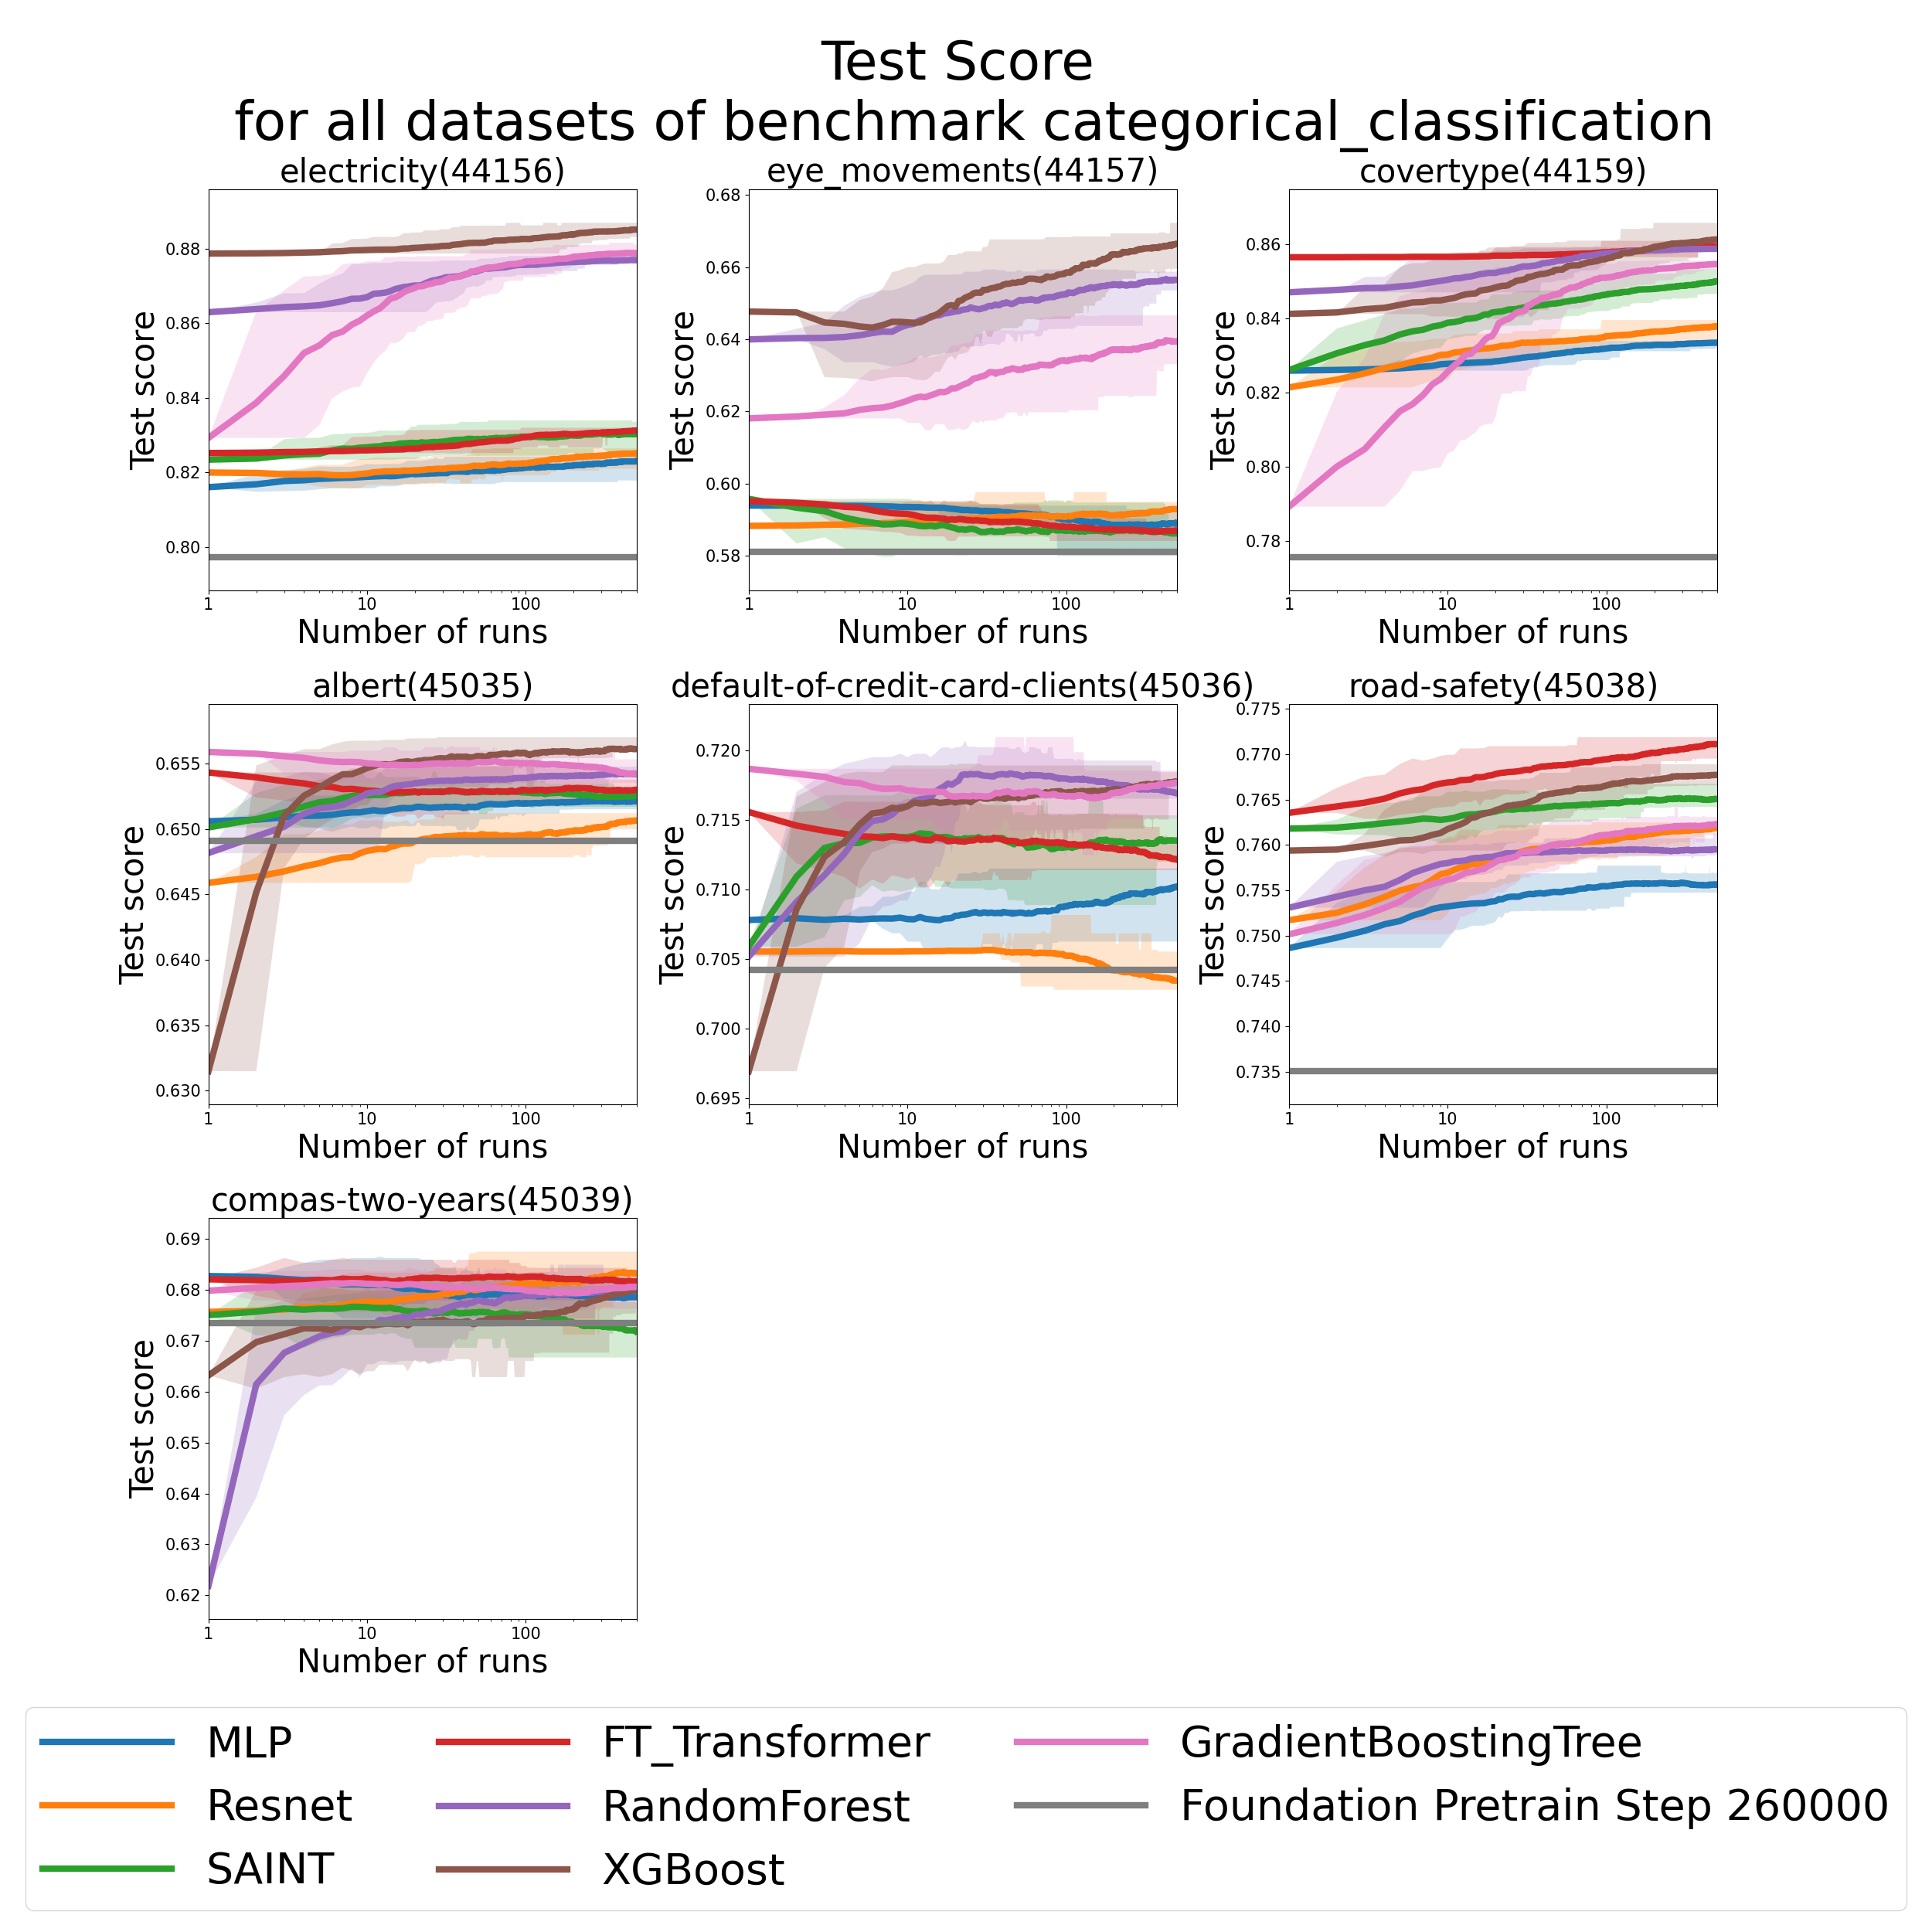 Test Score
for all datasets of benchmark categorical_classification
electricity(44156)
eye_movements(44157)
covertype(44159)
Test score
0.88
0.86
0.84
0.82
0.80
1 10 100
Number of runs
Test score
0.68
0.66
0.64
0.62
0.60
0.58
1 10 100
Number of runs
Test score
0.86
0.84
0.82
0.80
0.78
1 10 100
Number of runs
albert(45035)
default-of-credit-card-clients(45036)
road-safety(45038)
Test score
0.655
0.650
0.645
0.640
0.635
0.630
1 10 100
Number of runs
Test score
0.720
0.715
0.710
0.705
0.700
0.695
1 10 100
Number of runs
Test score
0.775
0.770
0.765
0.760
0.755
0.750
0.745
0.740
0.735
1 10 100
Number of runs
compas-two-years(45039)
Test score
0.69
0.68
0.67
0.66
0.65
0.64
0.63
0.62
1 10 100
Number of runs
MLP
Resnet
SAINT
FT_Transformer
RandomForest
XGBoost
GradientBoostingTree
Foundation Pretrain Step 260000